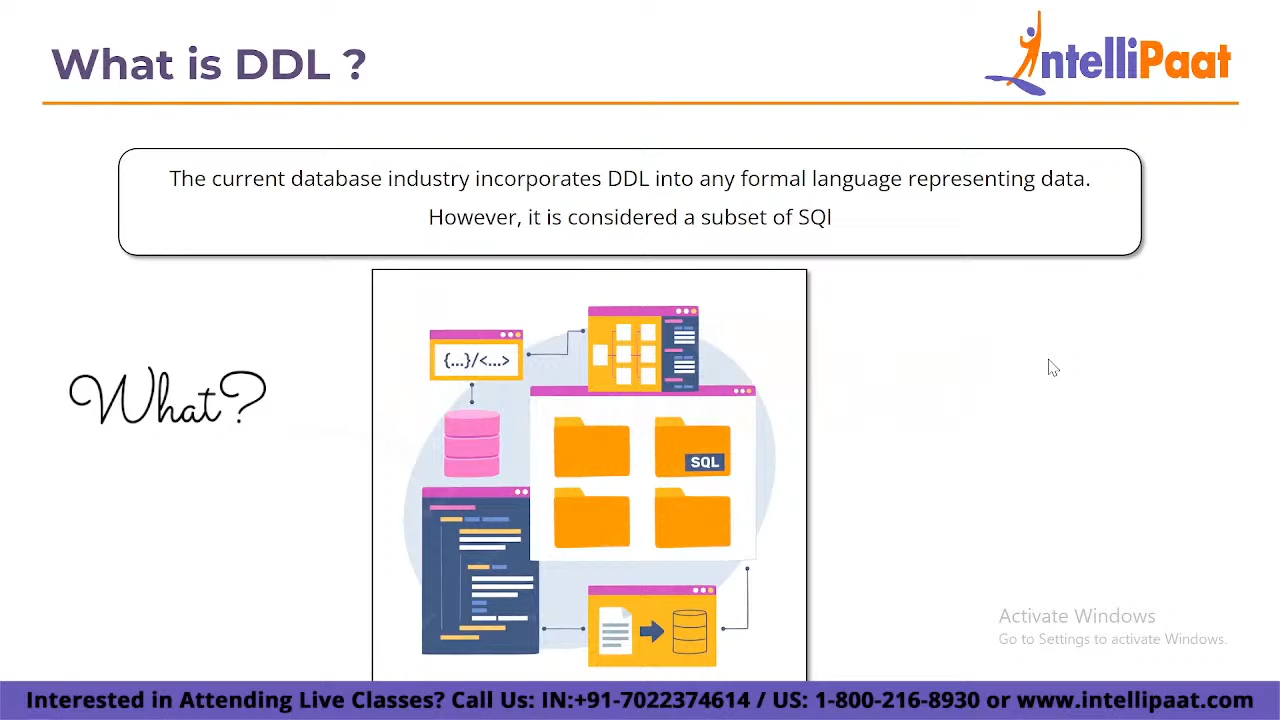 What is DDL ?
IntelliPaat
The current database industry incorporates DDL into any formal language representing data.
However, it is considered a subset of SQl
{...}/<...>
What?
SQL
Activate Windows
Go to Settings to activate Windows.
Interested in Attending Live Classes? Call Us: IN:+91-7022374614 / US: 1-800-216-8930 or www.intellipaat.com